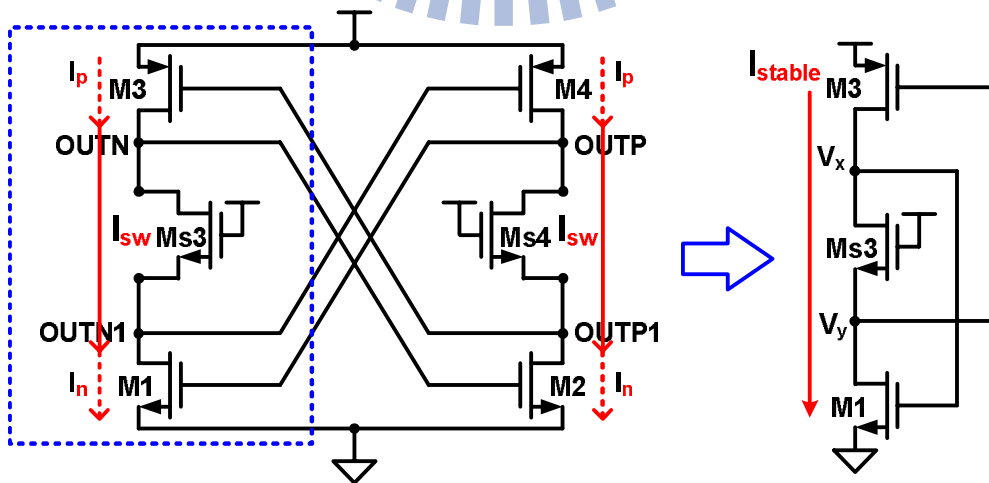 Ip
M3
M4
Ip
OUTN
OUTP
Isw
Ms3
Ms4
Isw
OUTN1
OUTP1
In
M1
M2
In
Istable
M3
Vx
Ms3
Vy
M1